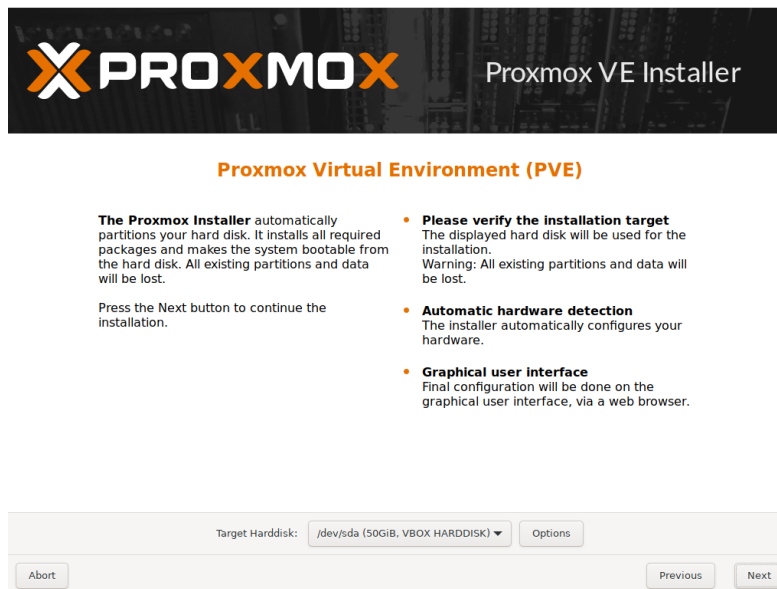 PROXMOX
Proxmox VE Installer
Proxmox Virtual Environment (PVE)
The Proxmox Installer automatically
partitions your hard disk. It installs all required
packages and makes the system bootable from
the hard disk. All existing partitions and data
will be lost.
Press the Next button to continue the
installation.
Please verify the installation target
The displayed hard disk will be used for the
installation.
Warning: All existing partitions and data will
be lost.
Automatic hardware detection
The installer automatically configures your
hardware.
Graphical user interface
Final configuration will be done on the
graphical user interface, via a web browser.
Target Harddisk: /dev/sda (50GiB, VBOX HARDDISK) Options
Abort Previous Next